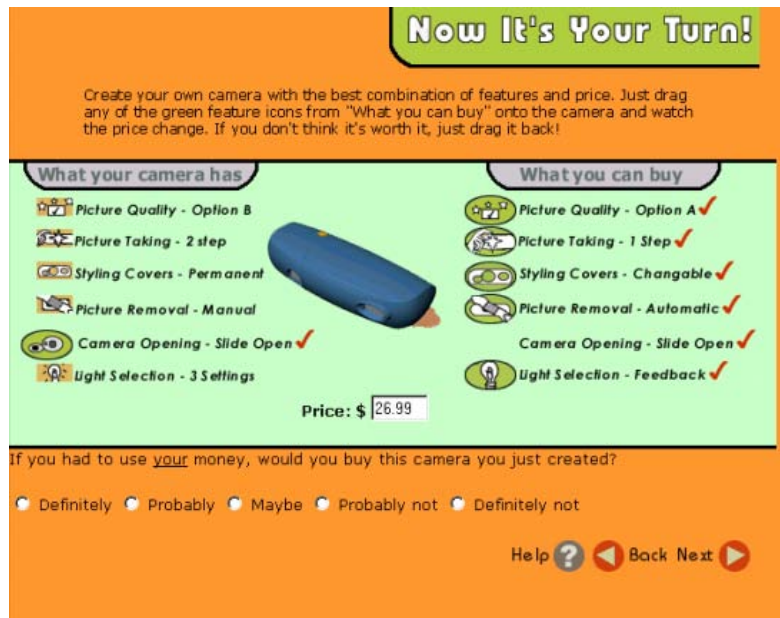 Now It's Your Turn!
Create your own camera with the best combination of features and price. Just drag
any of the green feature icons from "What you can buy" onto the camera and watch
the price change. If you don't think it's worth it, just drag it back!
What your camera has
Picture Quality - Option B
Picture Taking - 2 step
Styling Covers - Permanent
Picture Removal - Manual
Camera Opening - Slide Open ✓
Light Selection - 3 Settings
What you can buy
Picture Quality - Option A ✓
Picture Taking - 1 Step ✓
Styling Covers - Changable ✓
Picture Removal - Automatic ✓
Camera Opening - Slide Open ✓
Light Selection - Feedback ✓
Price: $ 26.99
If you had to use your money, would you buy this camera you just created?
Definitely Probably Maybe Probably not Definitely not
Help ? Back Next